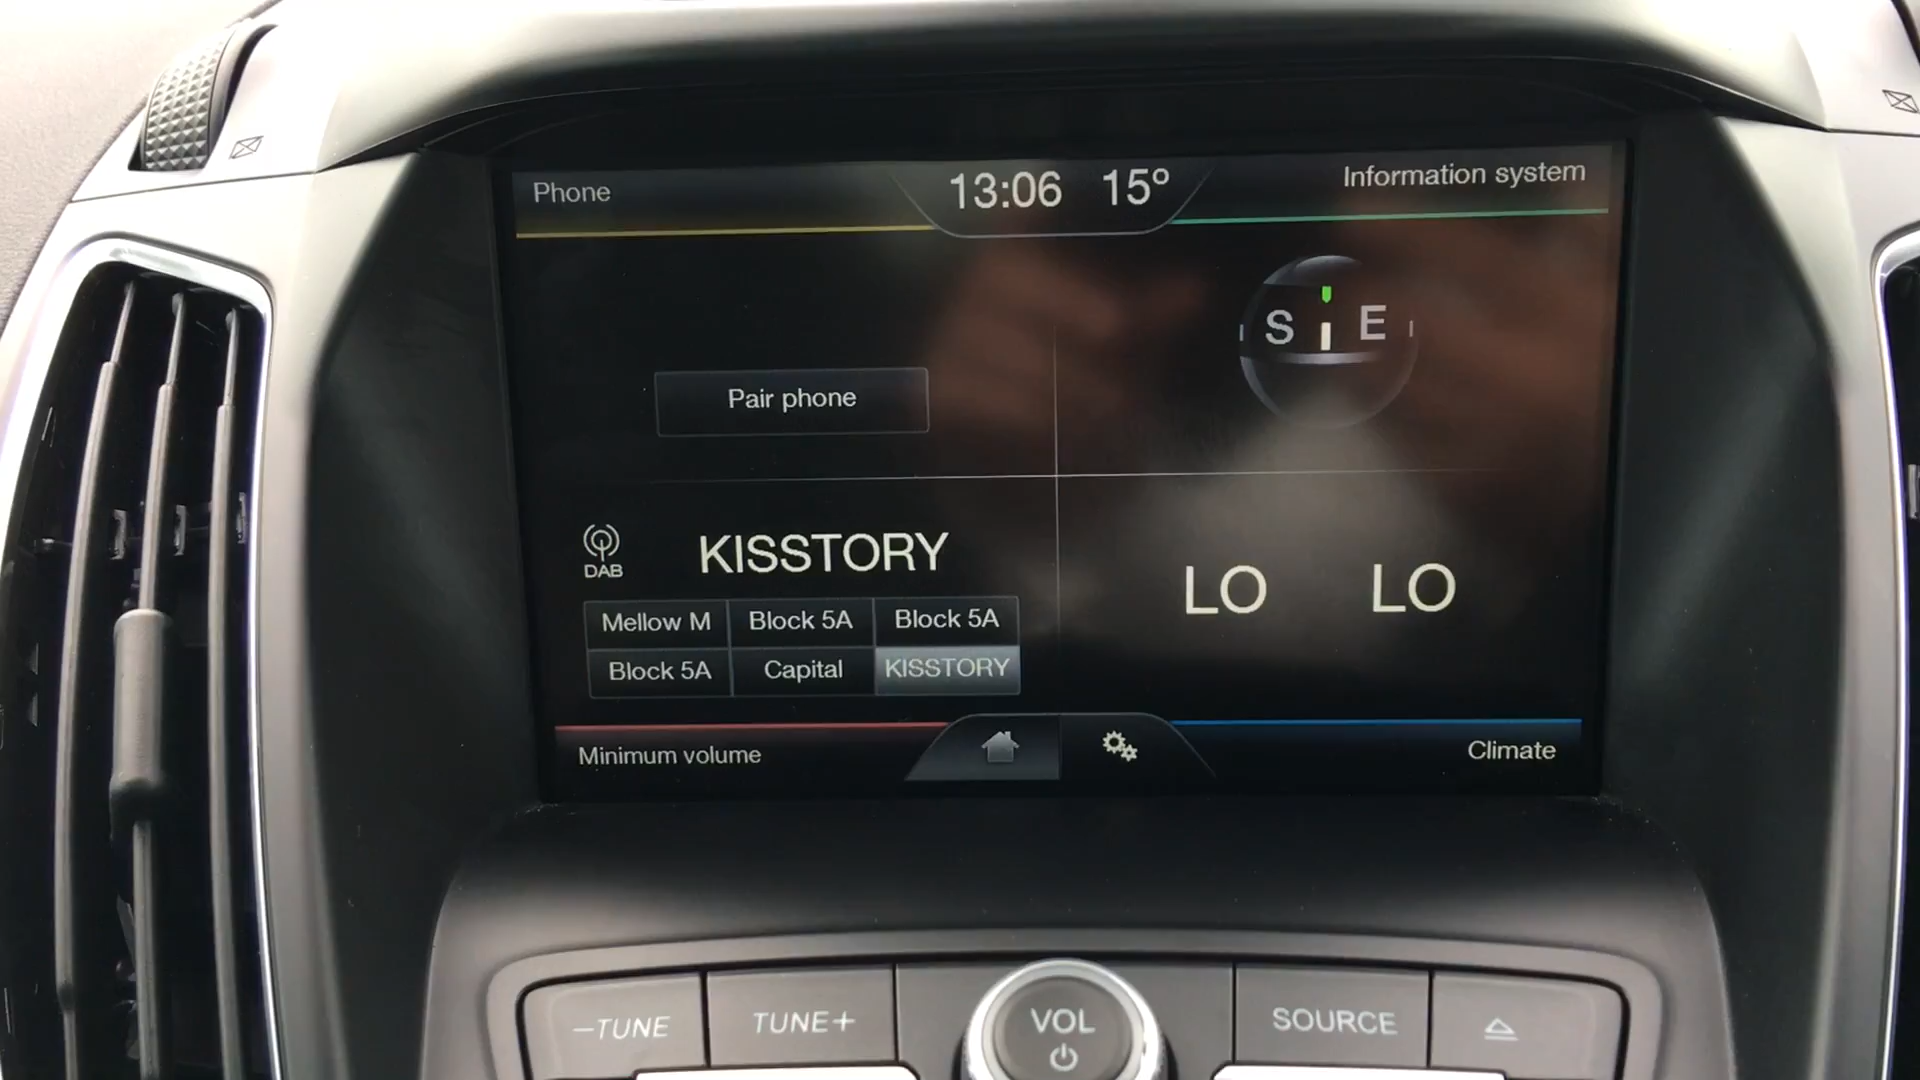 Phone
13:06 15°
Information system
S E
Pair phone
DAB
KISSTORY
Mellow M Block 5A Block 5A
Block 5A Capital KISSTORY
LO LO
Minimum volume
Climate
–TUNE
TUNE+
VOL
SOURCE